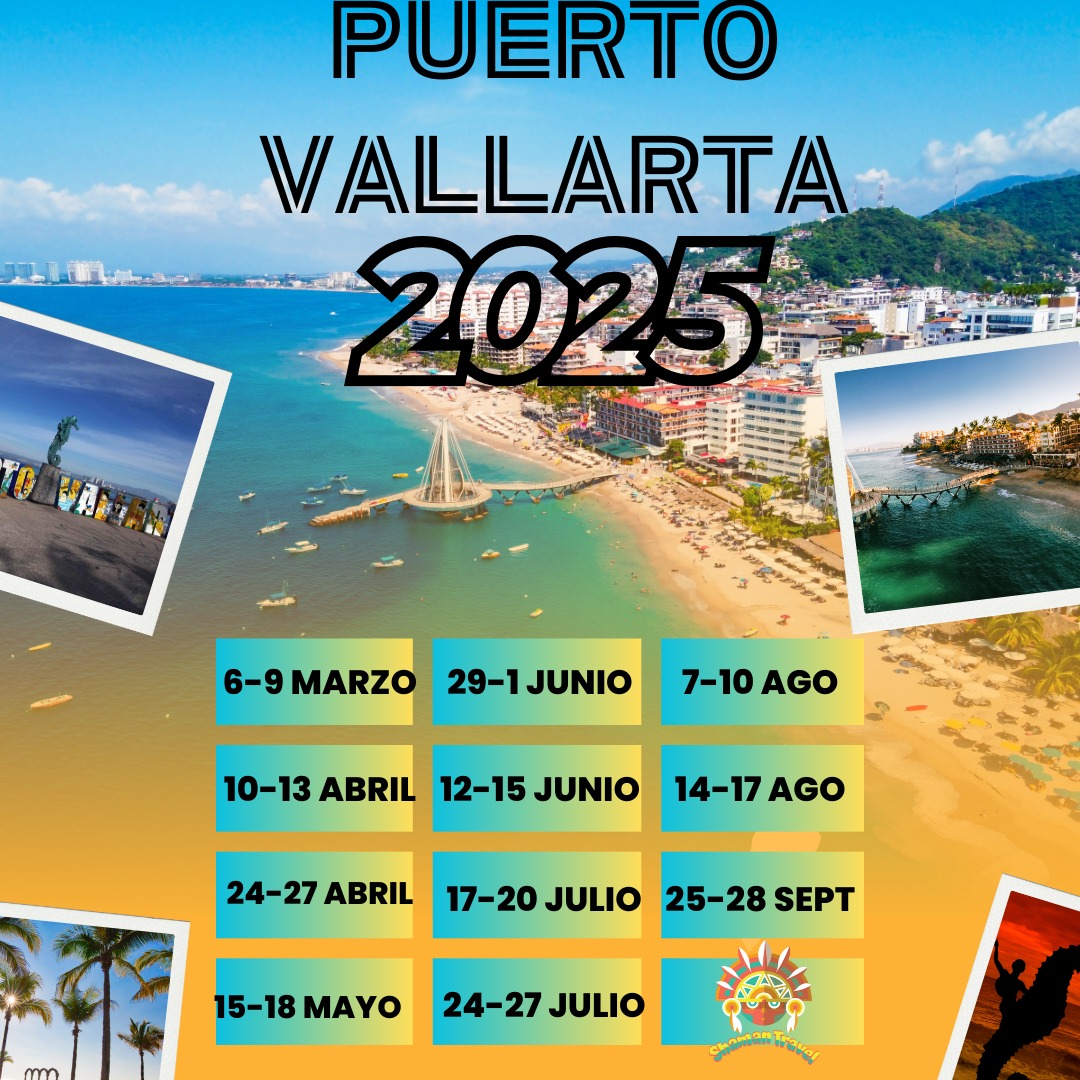 PUERTO
VALLARTA
2025
6-9 MARZO
29-1 JUNIO
7-10 AGO
10-13 ABRIL
12-15 JUNIO
14-17 AGO
24-27 ABRIL
17-20 JULIO
25-28 SEPT
15-18 MAYO
24-27 JULIO
Shaman Travel